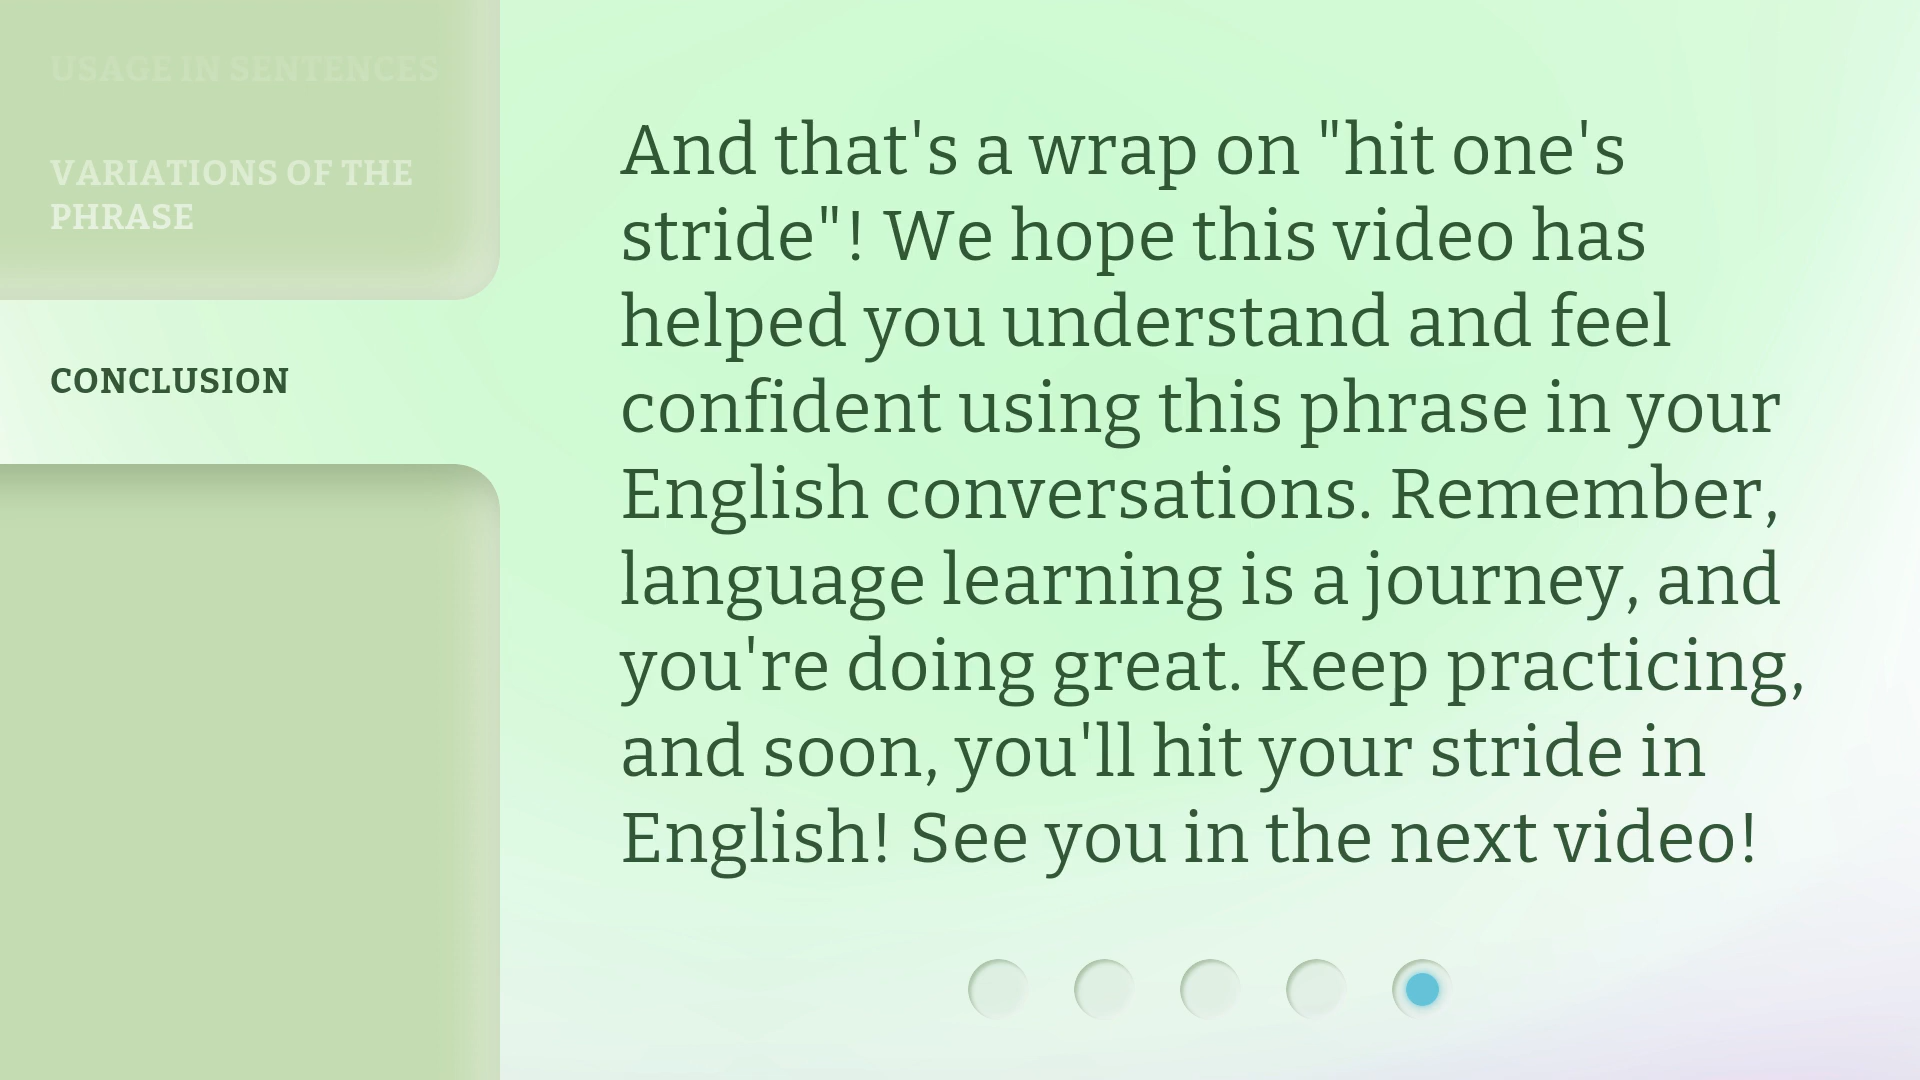 USAGE IN SENTENCES
VARIATIONS OF THE
PHRASE
CONCLUSION
And that's a wrap on "hit one's
stride"! We hope this video has
helped you understand and feel
confident using this phrase in your
English conversations. Remember,
language learning is a journey, and
you're doing great. Keep practicing,
and soon, you'll hit your stride in
English! See you in the next video!